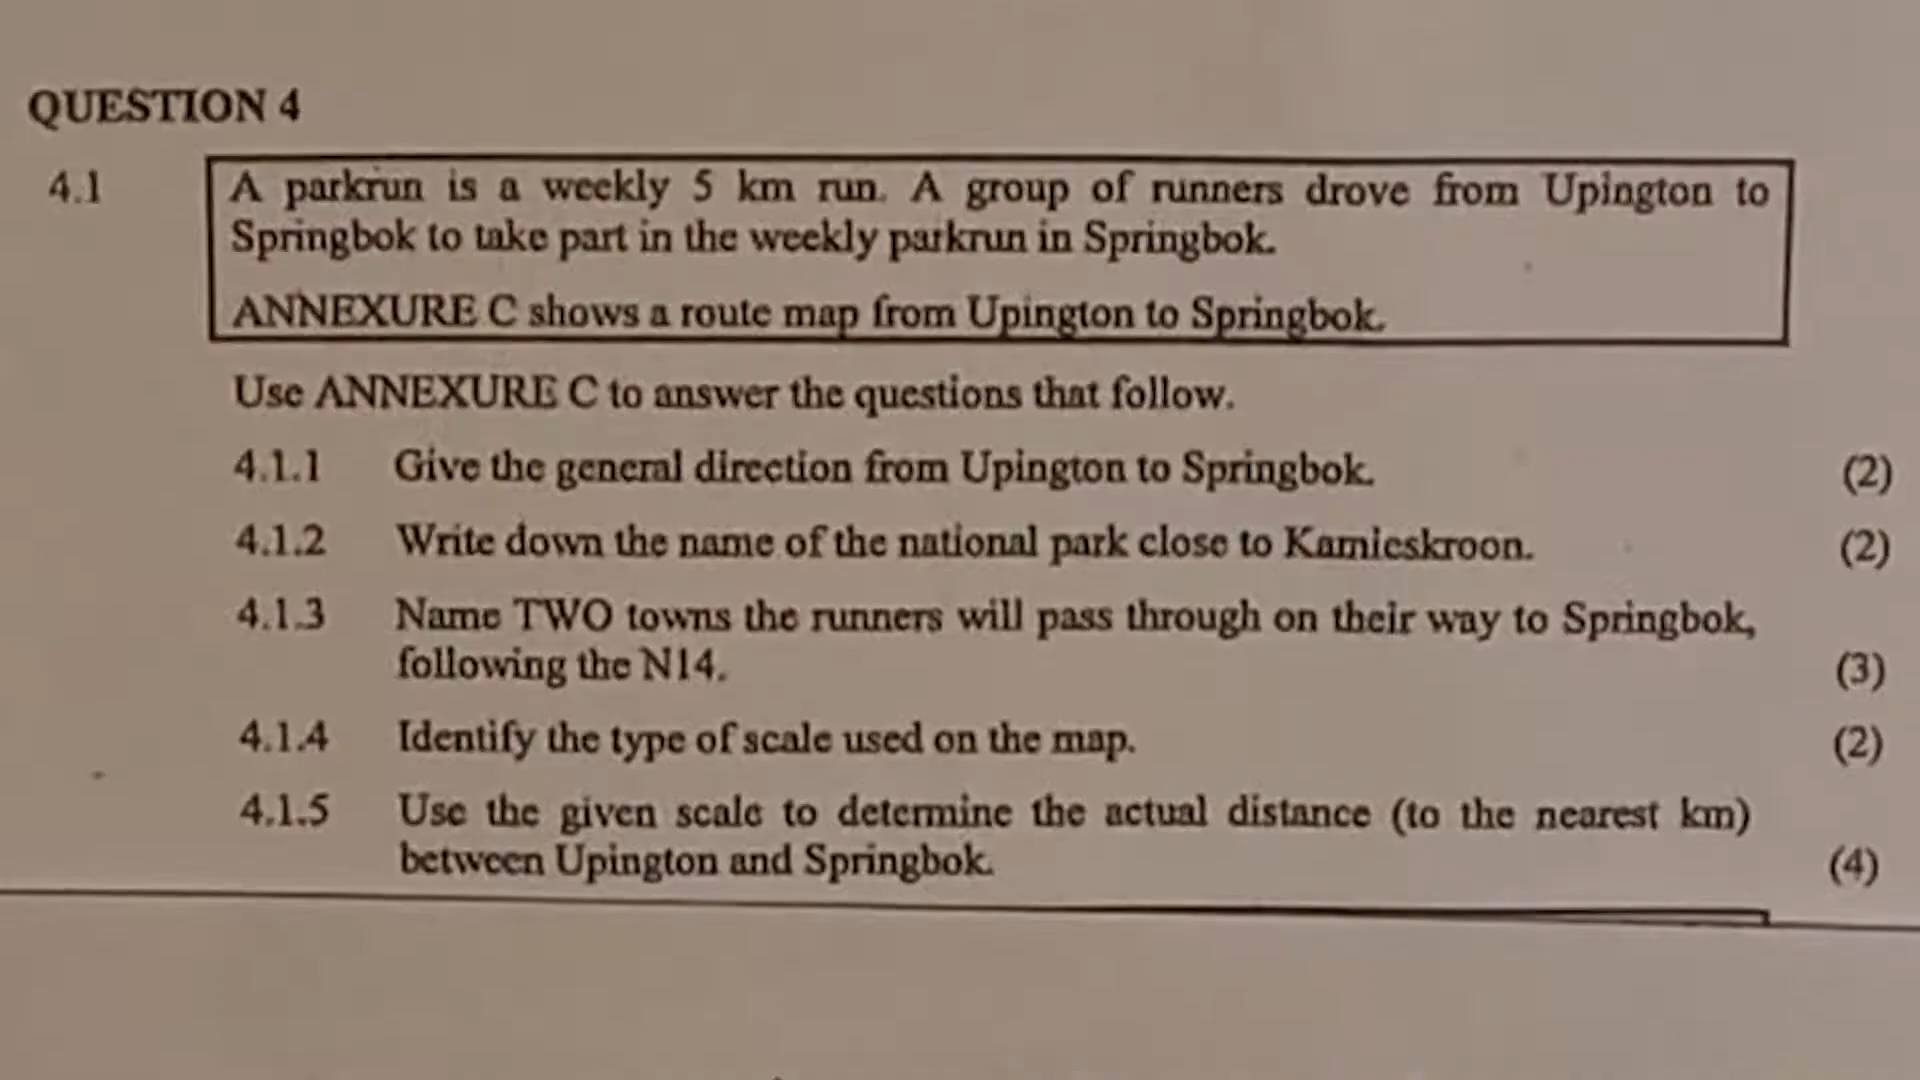 QUESTION 4
4.1 A parkrun is a weekly 5 km run. A group of runners drove from Upington to
Springbok to take part in the weekly parkrun in Springbok.
ANNEXURE C shows a route map from Upington to Springbok.
Use ANNEXURE C to answer the questions that follow.
4.1.1 Give the general direction from Upington to Springbok. (2)
4.1.2 Write down the name of the national park close to Kamieskroon. (2)
4.1.3 Name TWO towns the runners will pass through on their way to Springbok,
following the N14. (3)
4.1.4 Identify the type of scale used on the map. (2)
4.1.5 Use the given scale to determine the actual distance (to the nearest km)
between Upington and Springbok. (4)